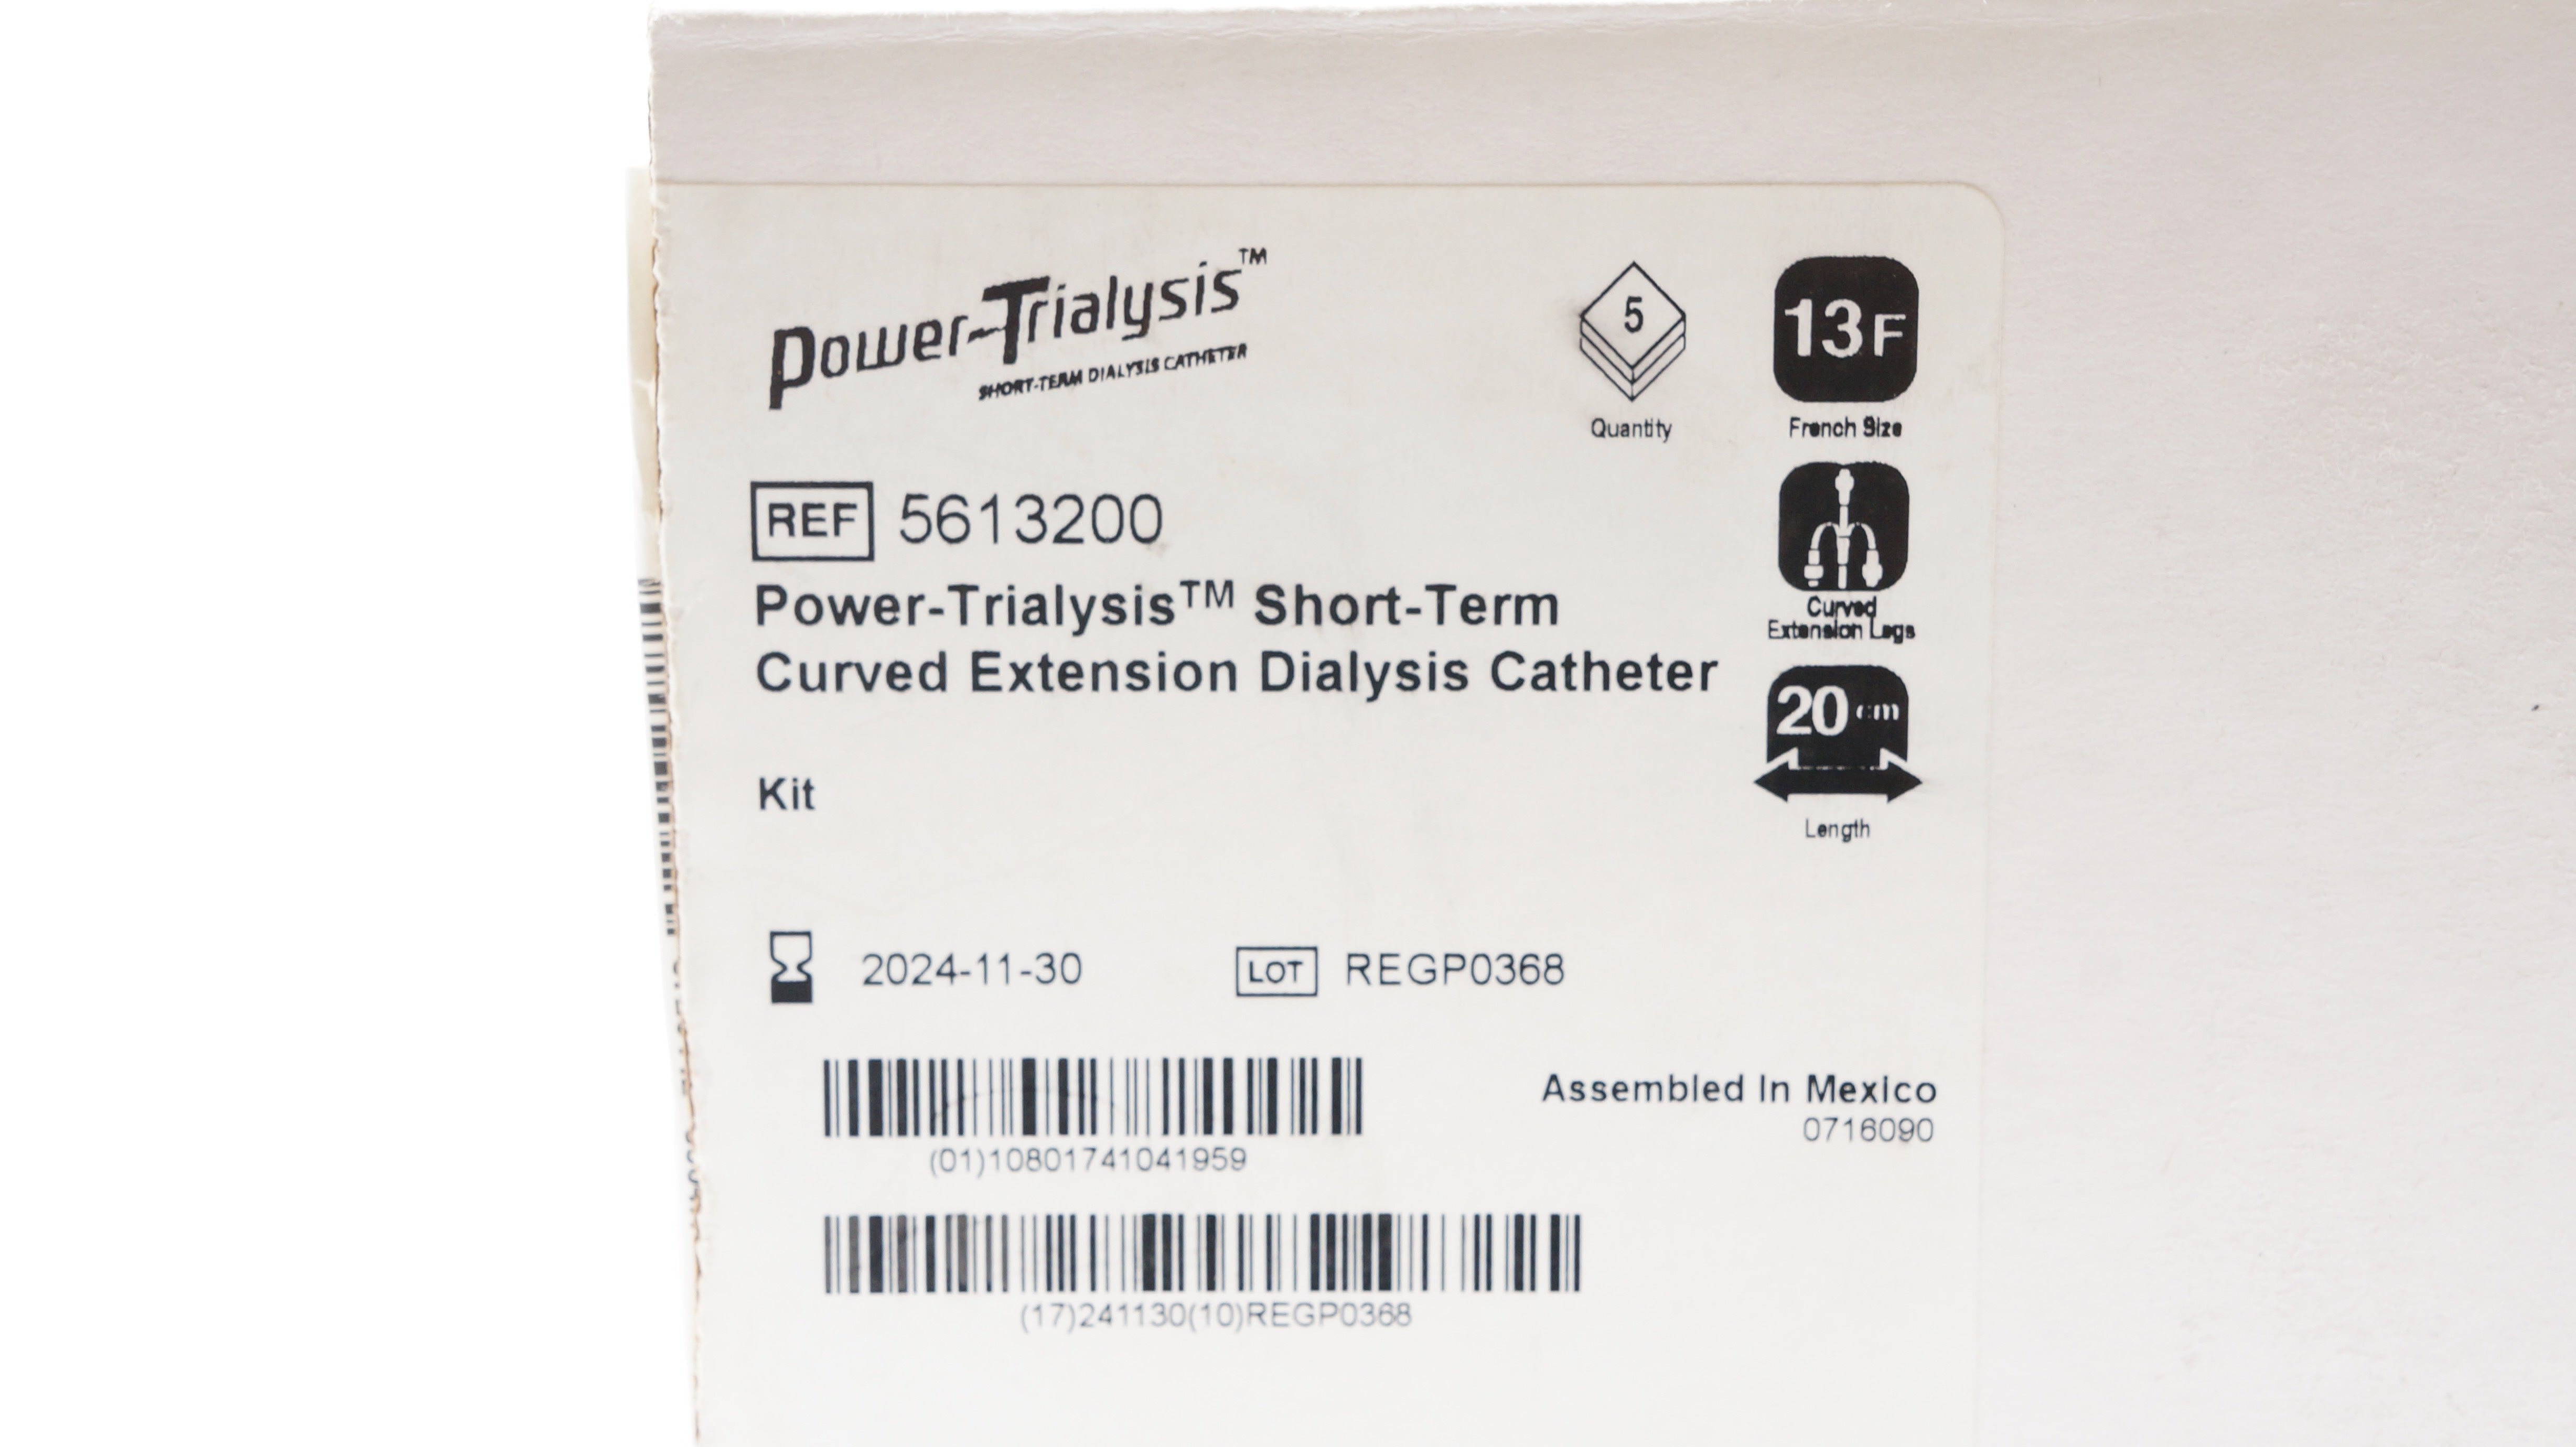 Power-Trialysis™
SHORT-TERM DIALYSIS CATHETER
5
Quantity
13F
French Size
REF 5613200
Power-Trialysis™ Short-Term
Curved Extension Dialysis Catheter
Curved
Extension Legs
20 cm
Length
Kit
2024-11-30
LOT REGP0368
(01)10801741041959
Assembled In Mexico
0716090
(17)241130(10)REGP0368